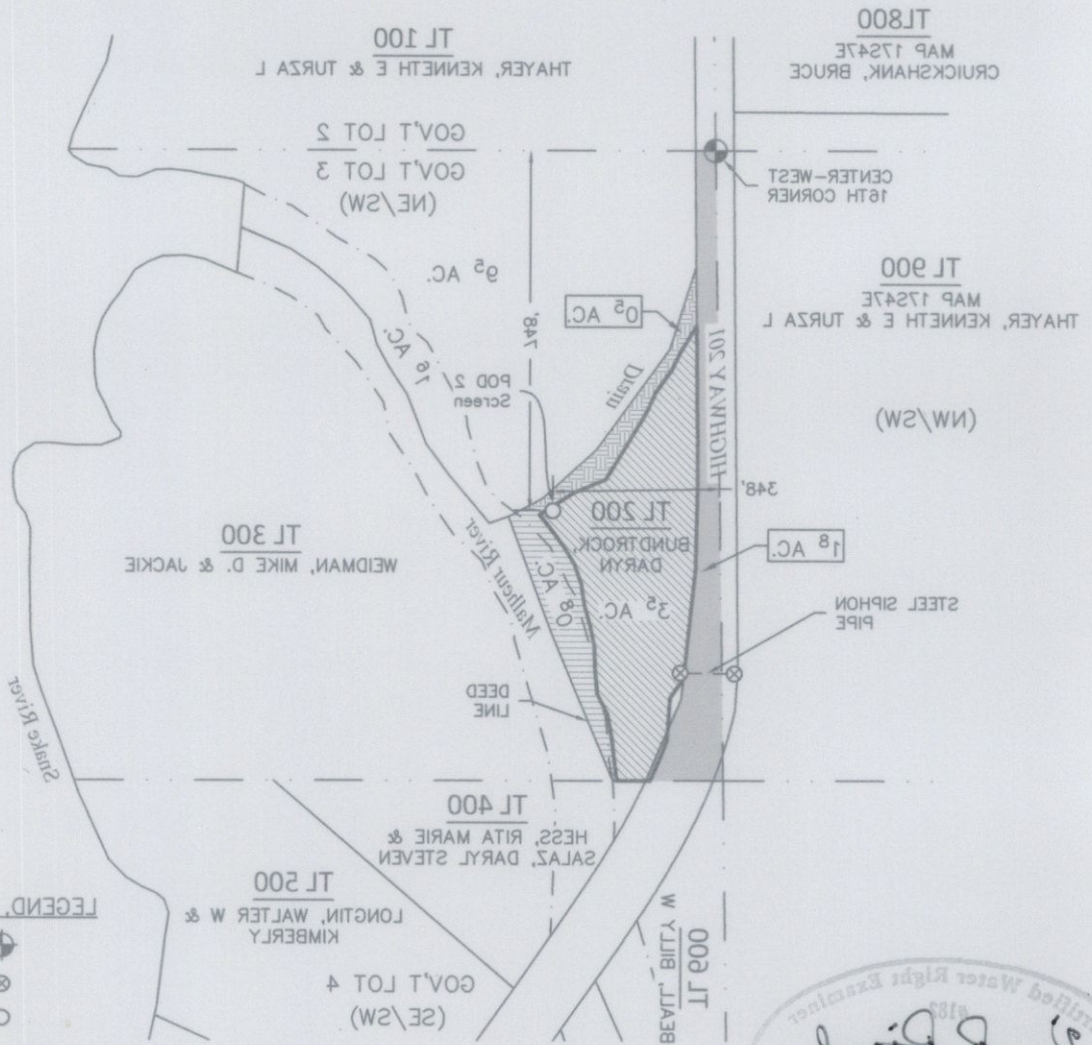 TL800
MAP 17S47E
CRUICKSHANK, BRUCE
TL 100
THAYER, KENNETH E & TURZA L
GOV'T LOT 2
GOV'T LOT 3
(NE/SW)
CENTER-WEST
16TH CORNER
TL 900
MAP 17S47E
THAYER, KENNETH E & TURZA L
(NW/SW)
HIGHWAY 201
0⁵ AC.
9⁵ AC.
748'
Drain
1⁶ AC.
POD 2
Screen
348'
TL 200
BUNDTROCK,
DARYN
3⁵ AC.
0⁸ AC.
1⁸ AC.
Malheur River
TL 300
WEIDMAN, MIKE D. & JACKIE
STEEL SIPHON
PIPE
DEED
LINE
Snake River
TL 400
HESS, RITA MARIE &
SALAZ, DARYL STEVEN
TL 500
LONGTIN, WALTER W &
KIMBERLY
GOV'T LOT 4
(SE/SW)
TL 600
BEALL, BILLY W
LEGEND,
Water Right Examiner
#182